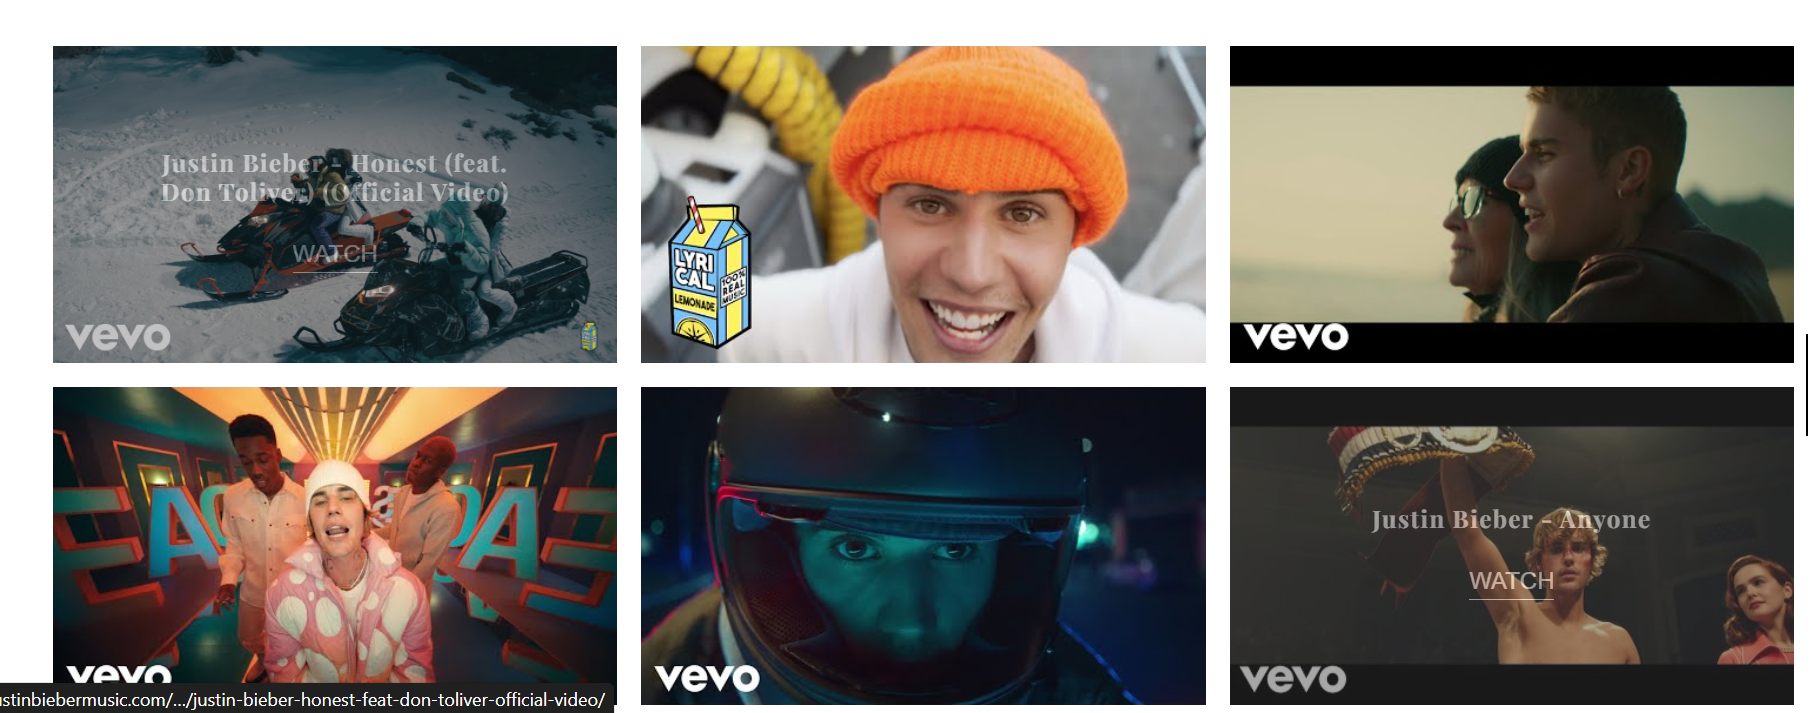 Justin Bieber - Honest (feat.
Don Toliver) (Official Video)
WATCH
vevo
LYRI
CAL
LEMONADE
100%
REAL
MUSIC
vevo
vevo
vevo
Justin Bieber - Anyone
WATCH
vevo
ustinbiebermusic.com/.../justin-bieber-honest-feat-don-toliver-official-video/